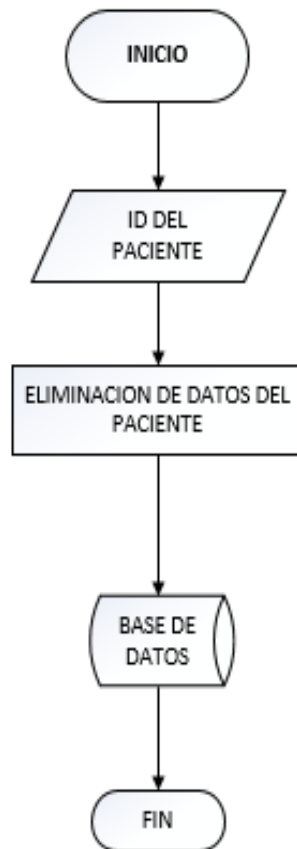 INICIO
ID DEL
PACIENTE
ELIMINACION DE DATOS DEL
PACIENTE
BASE DE
DATOS
FIN